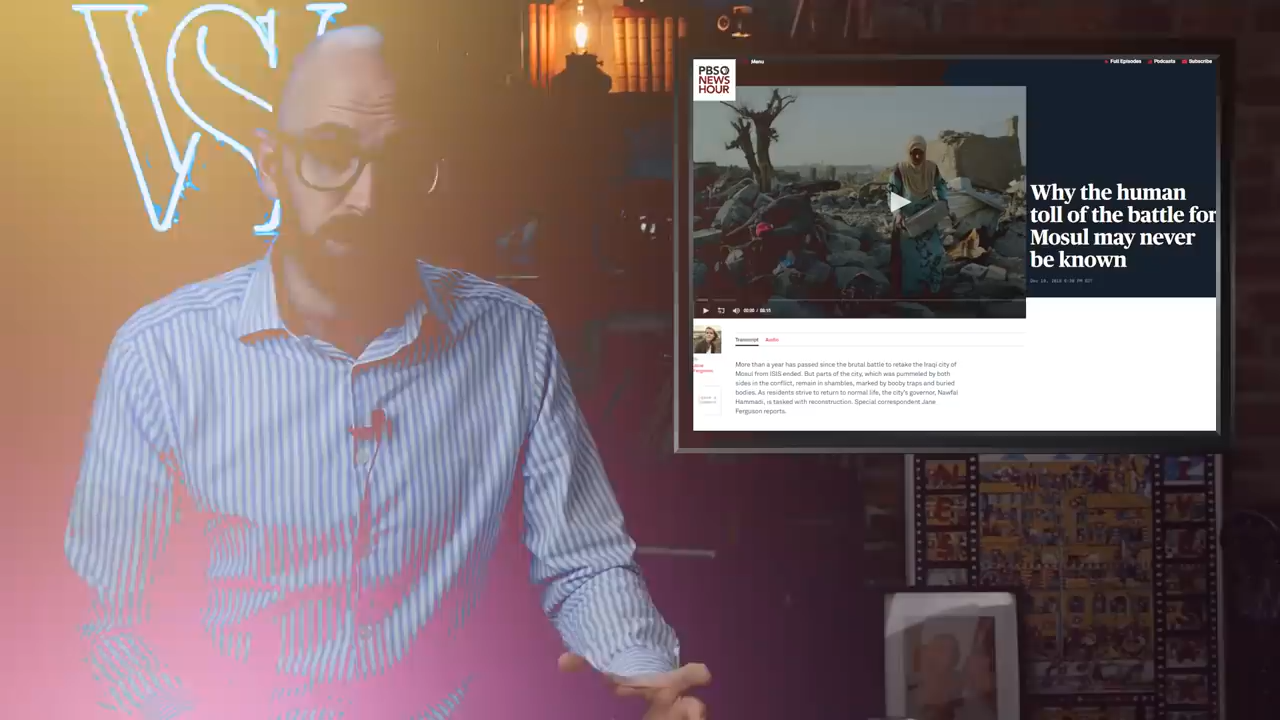 VS
PBS
NEWS
HOUR
Menu
Full Episodes
Podcasts
Subscribe
Why the human
toll of the battle for
Mosul may never
be known
Transcript
Audio
More than a year has passed since the brutal battle to retake the Iraqi city of
Mosul from ISIS ended. But parts of the city, which was pummeled by both
sides in the conflict, remain in shambles, marked by booby traps and buried
bodies. As residents strive to return to normal life, the city's governor, Nawfal
Hammadi, is tasked with reconstruction. Special correspondent Jane
Ferguson reports.